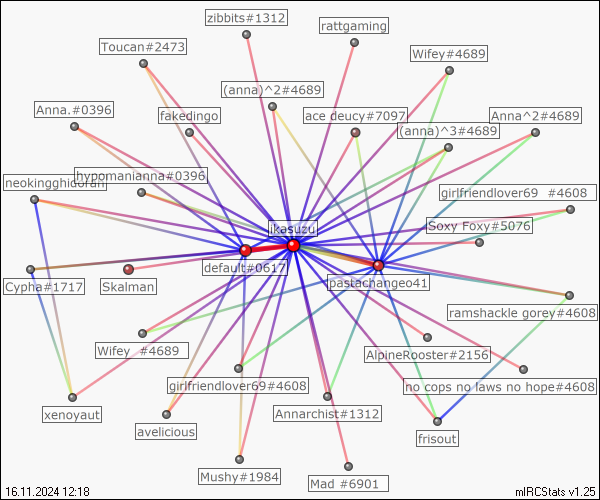 zibbits#1312
rattgaming
Toucan#2473
Wifey#4689
(anna)^2#4689
Anna.#0396
fakedingo
ace deucy#7097
Anna^2#4689
(anna)^3#4689
hypomanianna#0396
neokingghidorah
girlfriendlover69 #4608
Soxy Foxy#5076
ikasuzu
default#0617
Cypha#1717
Skalman
pastachangeo41
ramshackle gorey#4608
Wifey #4689
AlpineRooster#2156
girlfriendlover69#4608
no cops no laws no hope#4608
xenoyaut
Annarchist#1312
avelicious
frisout
Mushy#1984
Mad #6901
16.11.2024 12:18
mIRCStats v1.25